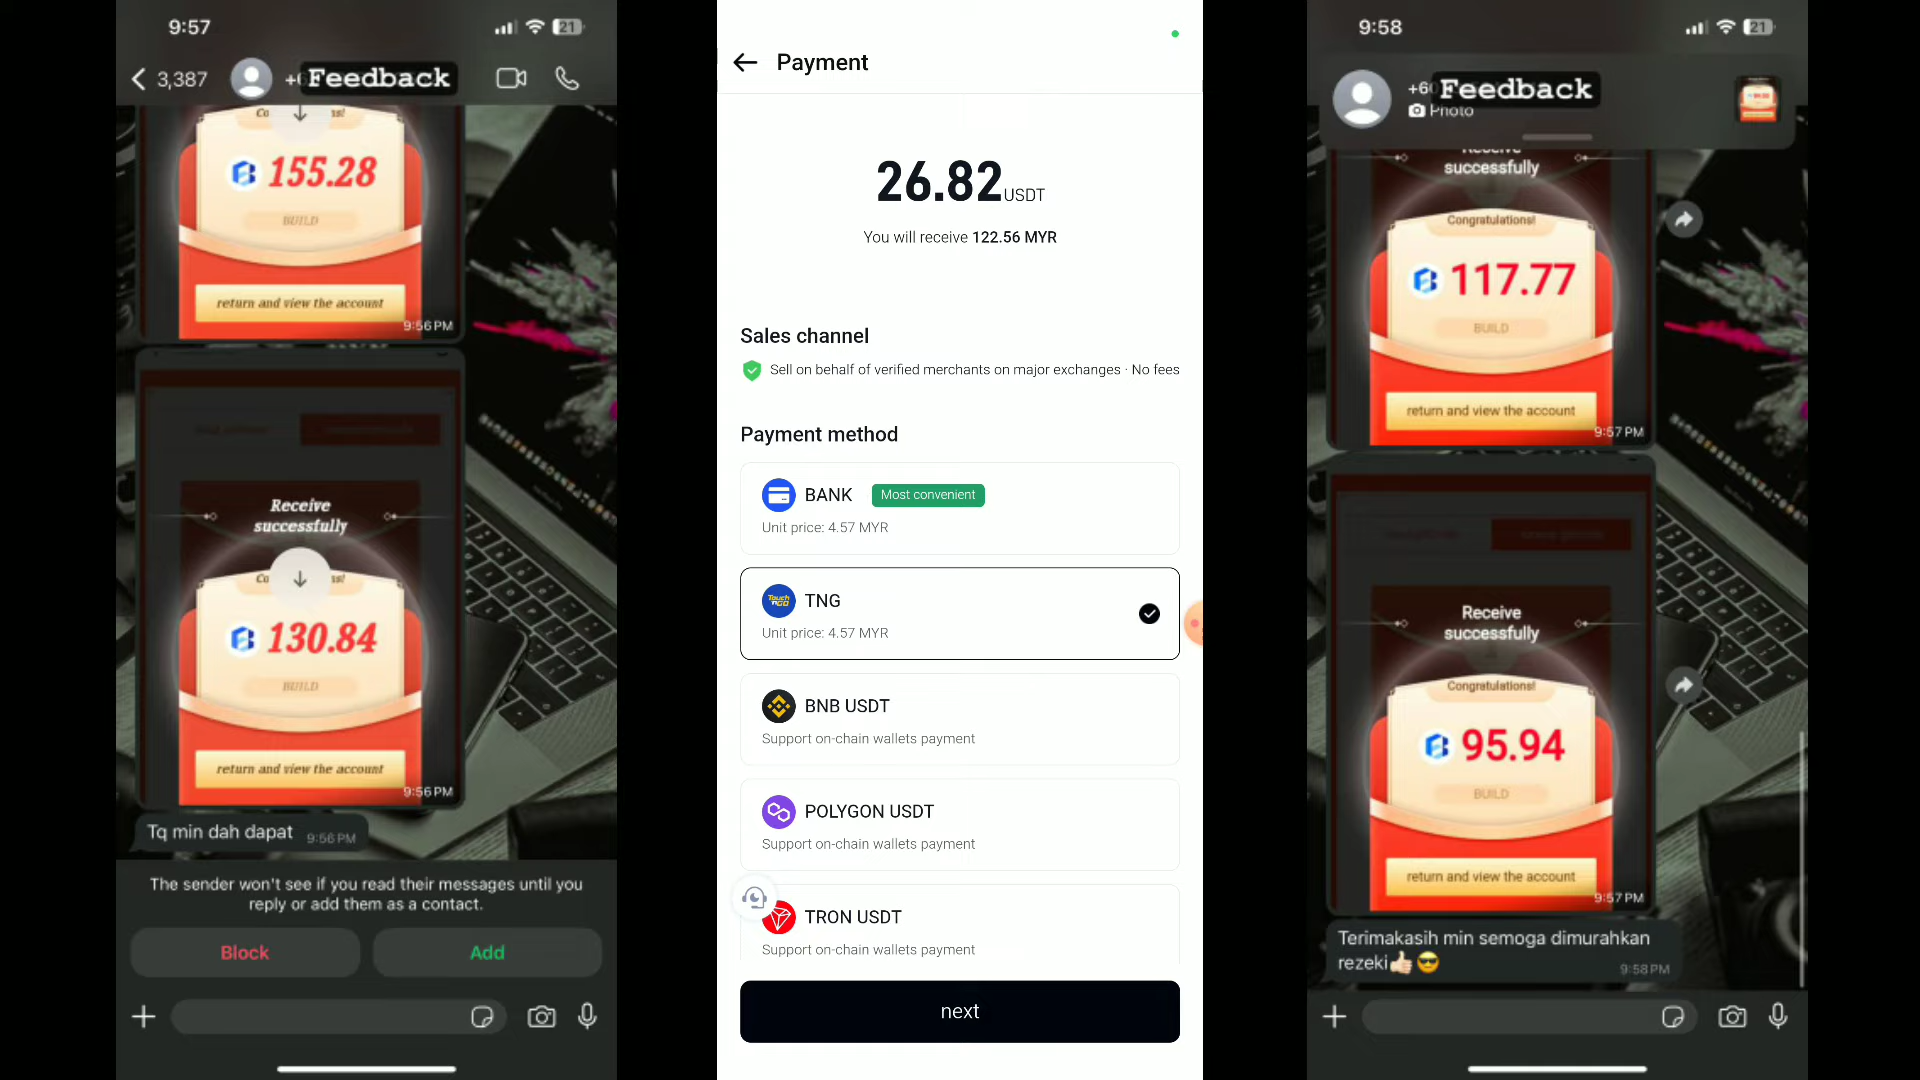 9:57
21
3,387
Feedback
155.28
BUILD
return and view the account
9:56 PM
Receive
successfully
130.84
BUILD
return and view the account
9:56 PM
Tq min dah dapat
9:56 PM
The sender won't see if you read their messages until you
reply or add them as a contact.
Block
Add
Payment
26.82 USDT
You will receive 122.56 MYR
Sales channel
Sell on behalf of verified merchants on major exchanges · No fees
Payment method
BANK
Most convenient
Unit price: 4.57 MYR
Touch
'n GO
TNG
Unit price: 4.57 MYR
BNB USDT
Support on-chain wallets payment
POLYGON USDT
Support on-chain wallets payment
TRON USDT
Support on-chain wallets payment
next
9:58
21
+60
Feedback
Photo
Receive
successfully
Congratulations!
117.77
BUILD
return and view the account
9:57 PM
Receive
successfully
Congratulations!
95.94
BUILD
return and view the account
9:57 PM
Terimakasih min semoga dimurahkan
rezeki👍🏻😎
9:58 PM